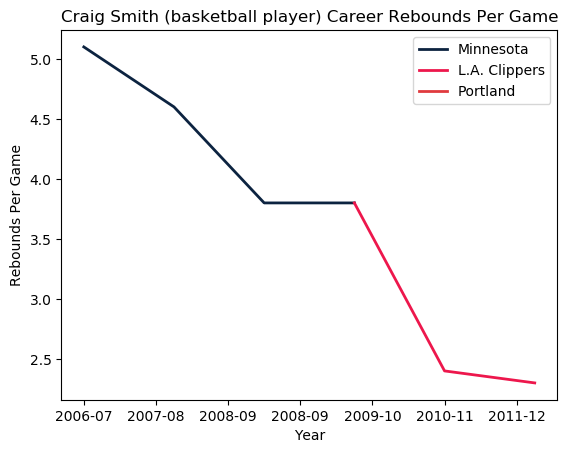 Craig Smith (basketball player) Career Rebounds Per Game
Minnesota
L.A. Clippers
Portland
Rebounds Per Game
5.0
4.5
4.0
3.5
3.0
2.5
2006-07 2007-08 2008-09 2008-09 2009-10 2010-11 2011-12
Year